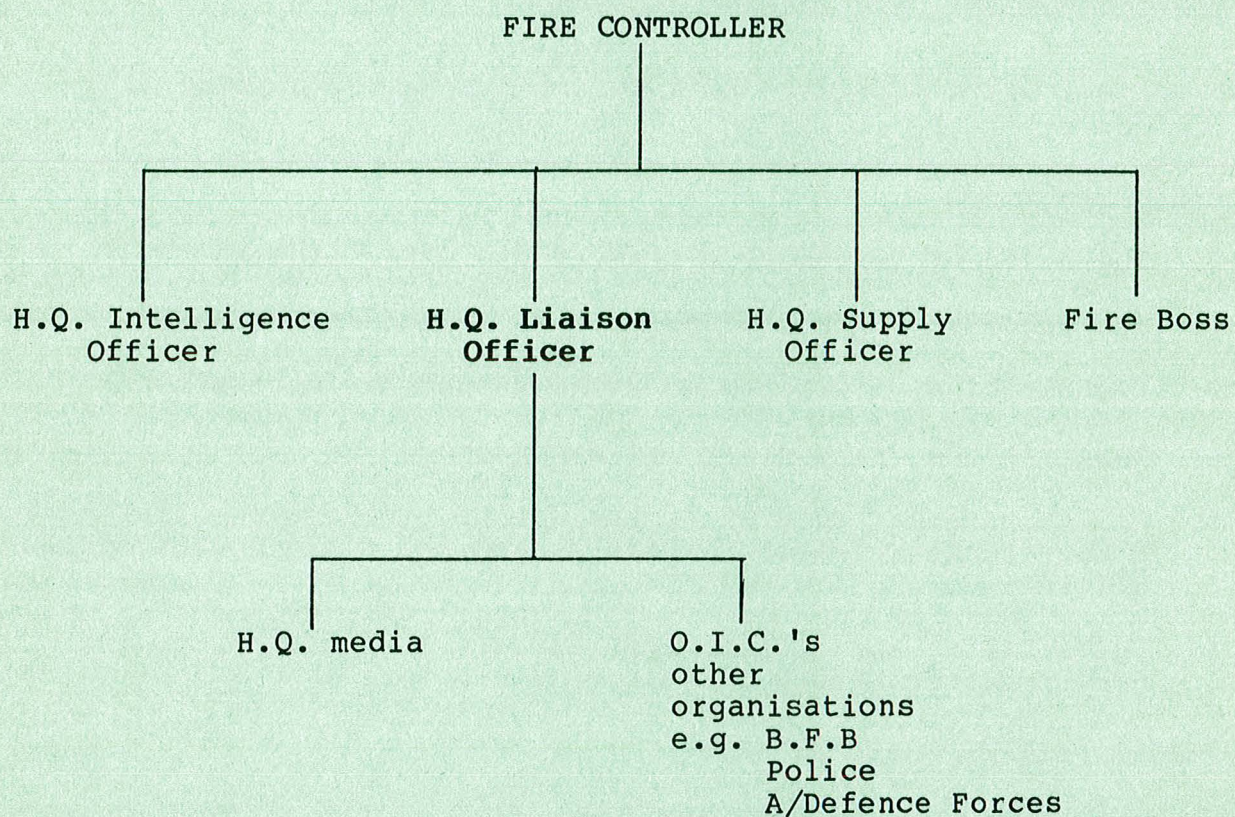 FIRE CONTROLLER
H.Q. Intelligence
Officer
H.Q. Liaison
Officer
H.Q. Supply
Officer
Fire Boss
H.Q. media
O.I.C.'s
other
organisations
e.g. B.F.B
Police
A/Defence Forces